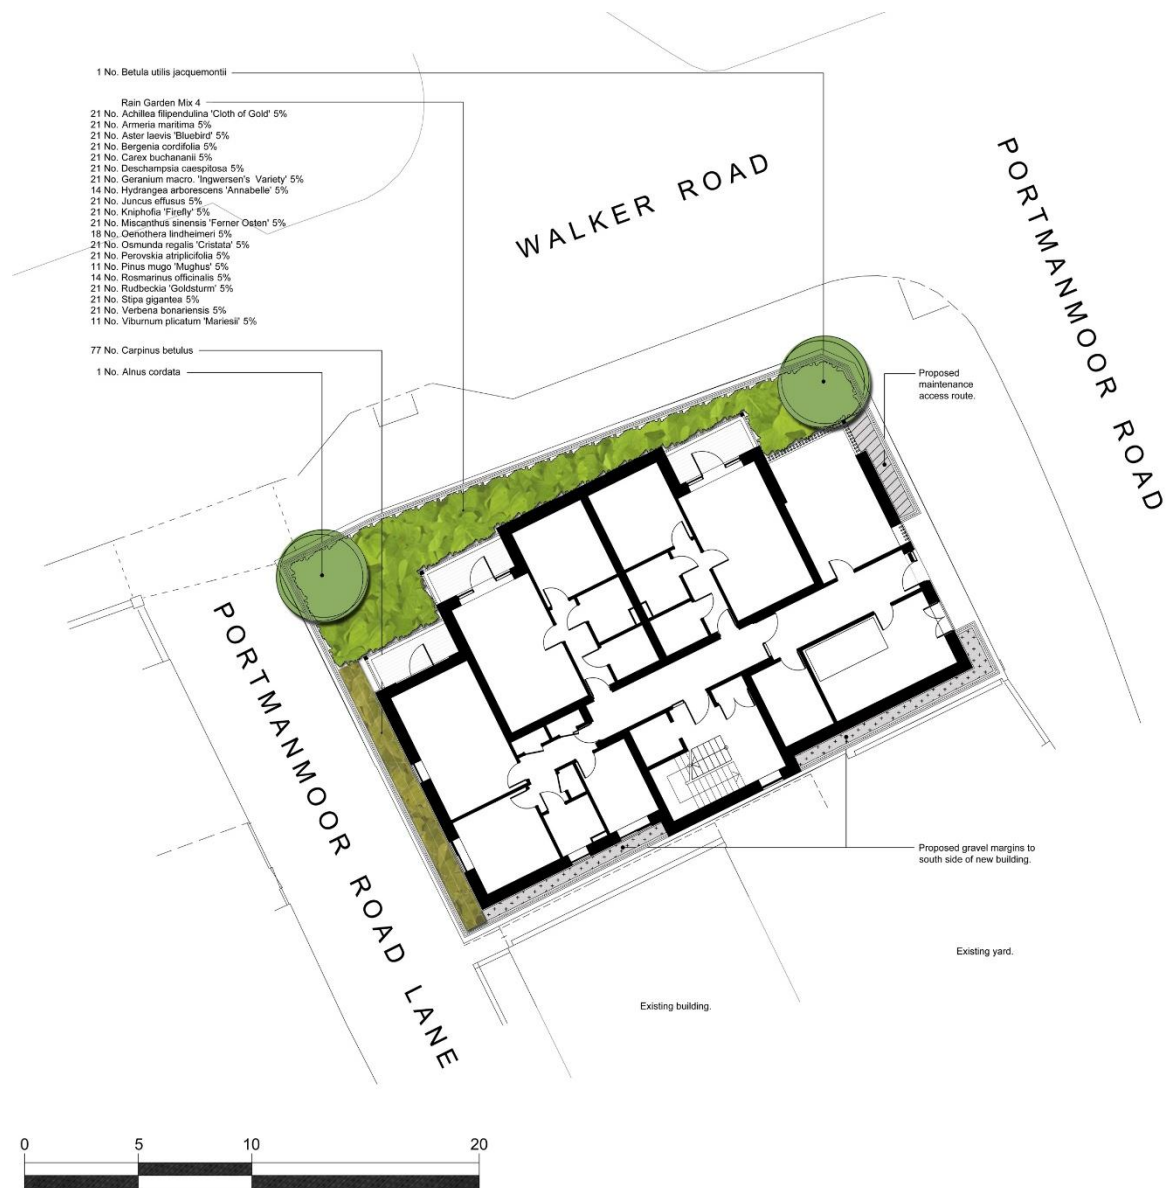 1 No. Betula utilis jacquemontii
Rain Garden Mix 4
21 No. Achillea filipendulina 'Cloth of Gold' 5%
21 No. Armeria maritima 5%
21 No. Aster laevis 'Bluebird' 5%
21 No. Bergenia cordifolia 5%
21 No. Carex buchananii 5%
21 No. Deschampsia caespitosa 5%
21 No. Geranium macro. 'Ingwersen's Variety' 5%
14 No. Hydrangea arborescens 'Annabelle' 5%
21 No. Juncus effusus 5%
21 No. Kniphofia 'Firefly' 5%
21 No. Miscanthus sinensis 'Ferner Osten' 5%
18 No. Oenothera lindheimeri 5%
21 No. Osmunda regalis 'Cristata' 5%
21 No. Perovskia atriplicifolia 5%
11 No. Pinus mugo 'Mughus' 5%
14 No. Rosmarinus officinalis 5%
21 No. Rudbeckia 'Goldsturm' 5%
21 No. Stipa gigantea 5%
21 No. Verbena bonariensis 5%
11 No. Viburnum plicatum 'Mariesii' 5%
77 No. Carpinus betulus
1 No. Alnus cordata
WALKER ROAD
PORTMANMOOR ROAD
Proposed
maintenance
access route.
PORTMANMOOR ROAD LANE
Proposed gravel margins to
south side of new building.
Existing yard.
Existing building.
0 5 10 20